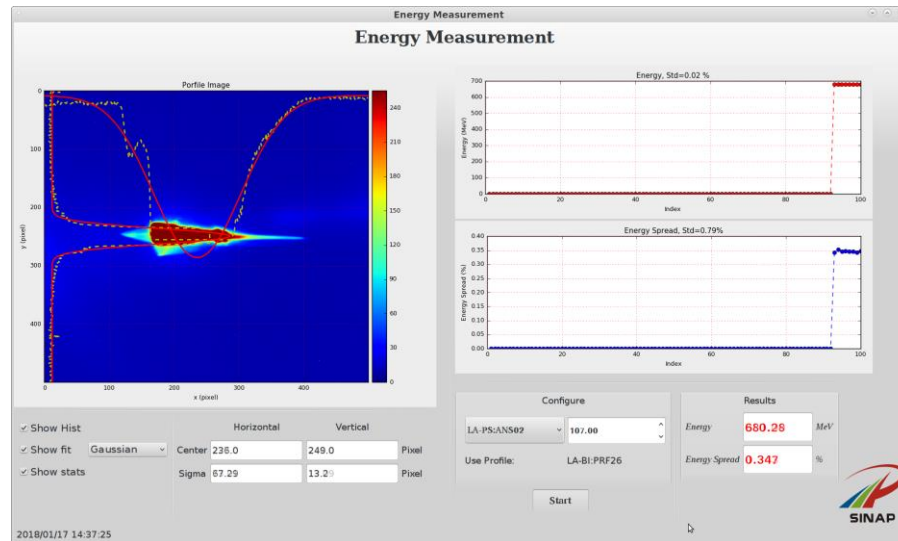 Energy Measurement
Energy Measurement
Porfile Image
0
100
200
300
400
y (pixel)
0 100 200 300 400
x (pixel)
240
210
180
150
120
90
60
30
0
Energy, Std=0.02 %
700
600
500
400
300
200
100
0
Energy (MeV)
0 20 40 60 80 100
Index
Energy Spread, Std=0.79%
0.40
0.35
0.30
0.25
0.20
0.15
0.10
0.05
0.00
Energy Spread (%)
0 20 40 60 80 100
Index
Show Hist
Show fit Gaussian
Show stats
Horizontal Vertical
Center 236.0 249.0 Pixel
Sigma 67.29 13.29 Pixel
Configure
LA-PS:ANS02 107.00
Use Profile: LA-BI:PRF26
Start
Results
Energy 680.28 MeV
Energy Spread 0.347 %
SINAP
2018/01/17 14:37:25